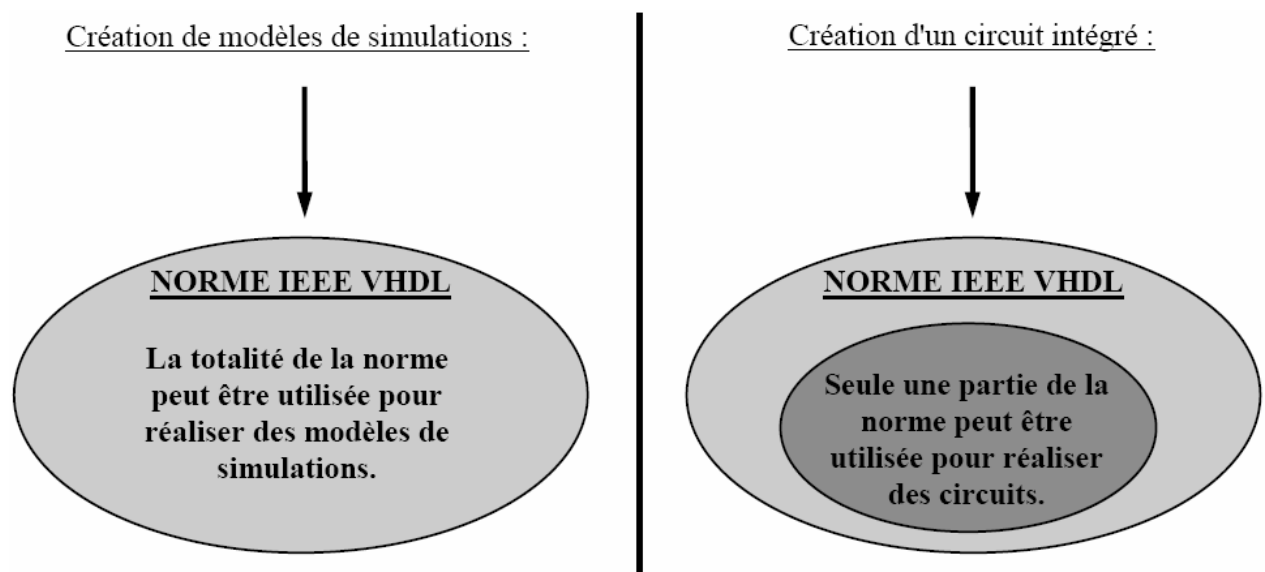 Création de modèles de simulations :
NORME IEEE VHDL
La totalité de la norme
peut être utilisée pour
réaliser des modèles de
simulations.
Création d'un circuit intégré :
NORME IEEE VHDL
Seule une partie de la
norme peut être
utilisée pour réaliser
des circuits.